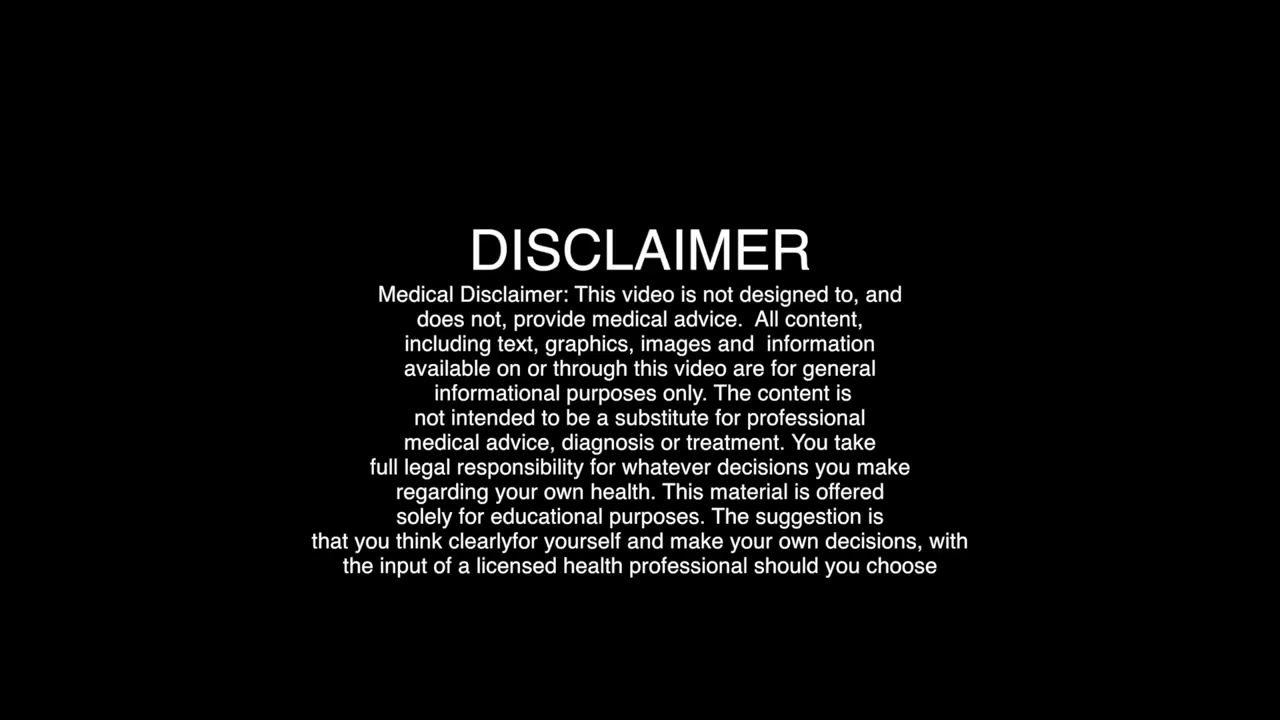 DISCLAIMER
Medical Disclaimer: This video is not designed to, and
does not, provide medical advice.  All content,
including text, graphics, images and  information
available on or through this video are for general
informational purposes only. The content is
not intended to be a substitute for professional
medical advice, diagnosis or treatment. You take
full legal responsibility for whatever decisions you make
regarding your own health. This material is offered
solely for educational purposes. The suggestion is
that you think clearlyfor yourself and make your own decisions, with
the input of a licensed health professional should you choose